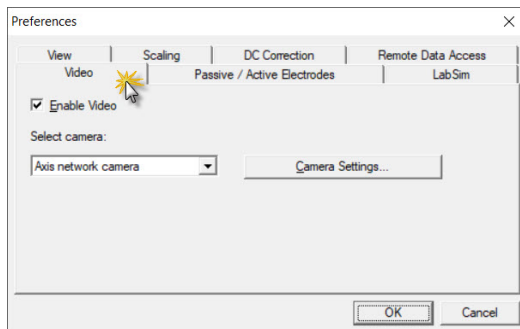 Preferences
View Scaling DC Correction Remote Data Access
Video Passive / Active Electrodes LabSim
Enable Video
Select camera:
Axis network camera Camera Settings...
OK Cancel